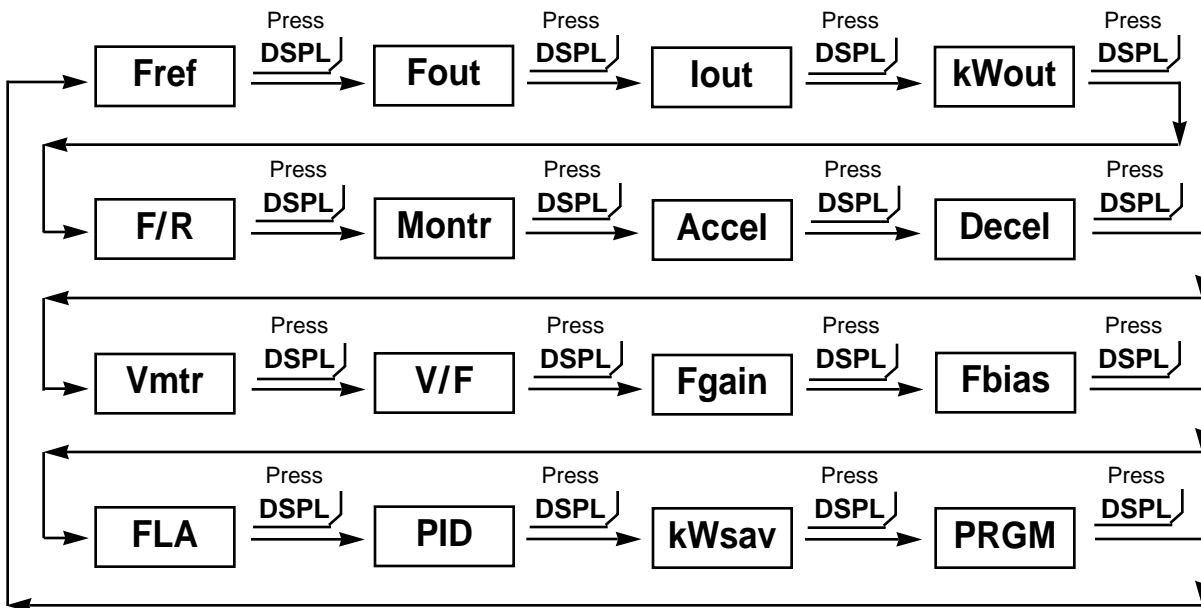 Press Press Press Press
DSPL DSPL DSPL DSPL
Fref Fout Iout kWout
Press Press Press Press
DSPL DSPL DSPL DSPL
F/R Montr Accel Decel
Press Press Press Press
DSPL DSPL DSPL DSPL
Vmtr V/F Fgain Fbias
Press Press Press Press
DSPL DSPL DSPL DSPL
FLA PID kWsav PRGM